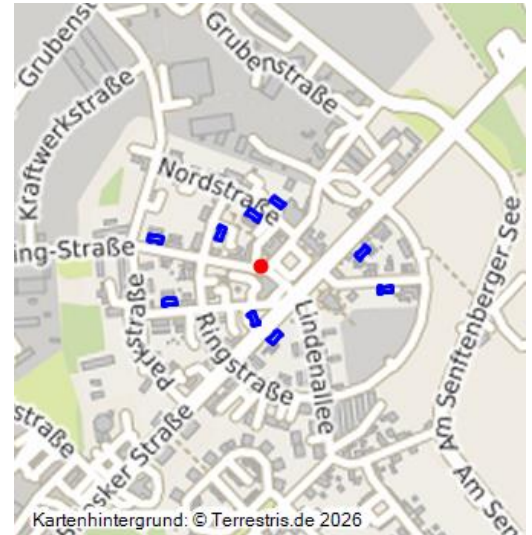 Grubenst
Grubenstraße
Kraftwerkstraße
Nordstraße
ing-Straße
Parkstraße
Ringstraße
Lindenallee
Am Senftenberger See
straße
sker Straße
Am Sen
Kartenhintergrund: © Terrestris.de 2026